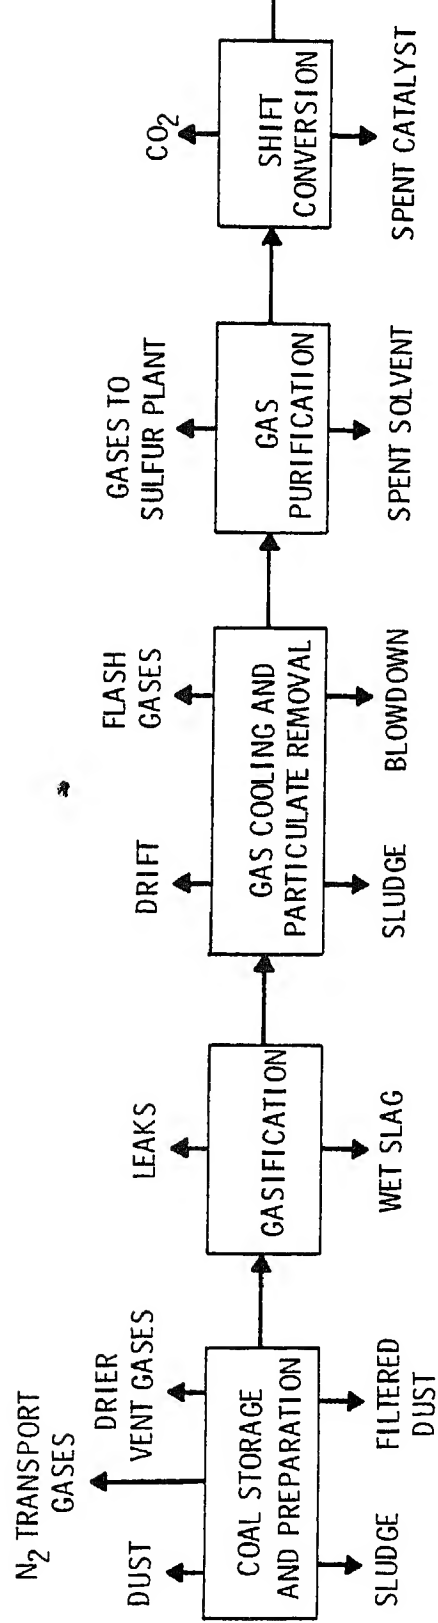 N2 TRANSPORT
GASES
DUST
DRIER
VENT GASES
COAL STORAGE
AND PREPARATION
SLUDGE
FILTERED
DUST
LEAKS
GASIFICATION
WET SLAG
DRIFT
FLASH
GASES
GAS COOLING AND
PARTICULATE REMOVAL
SLUDGE
BLOWDOWN
GASES TO
SULFUR PLANT
GAS
PURIFICATION
SPENT SOLVENT
CO2
SHIFT
CONVERSION
SPENT CATALYST